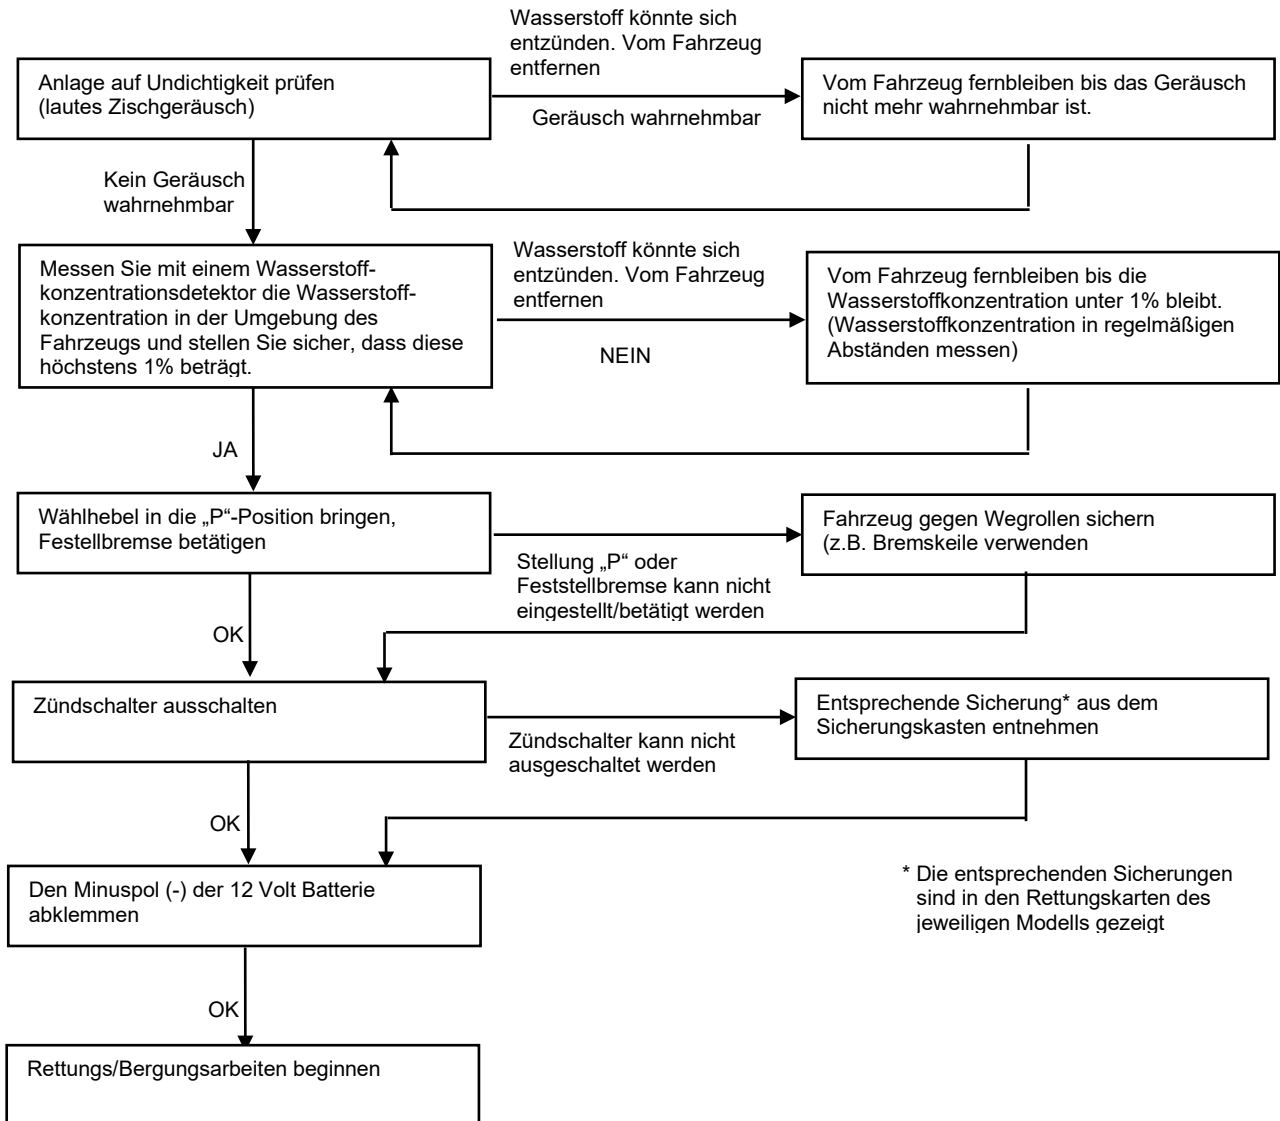 Wasserstoff könnte sich
entzünden. Vom Fahrzeug
entfernen
Anlage auf Undichtigkeit prüfen
(lautes Zischgeräusch)
Geräusch wahrnehmbar
Vom Fahrzeug fernbleiben bis das Geräusch
nicht mehr wahrnehmbar ist.
Kein Geräusch
wahrnehmbar
Wasserstoff könnte sich
entzünden. Vom Fahrzeug
entfernen
Messen Sie mit einem Wasserstoff-
konzentrationsdetektor die Wasserstoff-
konzentration in der Umgebung des
Fahrzeugs und stellen Sie sicher, dass diese
höchstens 1% beträgt.
NEIN
Vom Fahrzeug fernbleiben bis die
Wasserstoffkonzentration unter 1% bleibt.
(Wasserstoffkonzentration in regelmäßigen
Abständen messen)
JA
Wählhebel in die „P“-Position bringen,
Festellbremse betätigen
Stellung „P“ oder
Feststellbremse kann nicht
eingestellt/betätigt werden
Fahrzeug gegen Wegrollen sichern
(z.B. Bremskeile verwenden
OK
Zündschalter ausschalten
Zündschalter kann nicht
ausgeschaltet werden
Entsprechende Sicherung* aus dem
Sicherungskasten entnehmen
OK
Den Minuspol (-) der 12 Volt Batterie
abklemmen
* Die entsprechenden Sicherungen
sind in den Rettungskarten des
jeweiligen Modells gezeigt
OK
Rettungs/Bergungsarbeiten beginnen